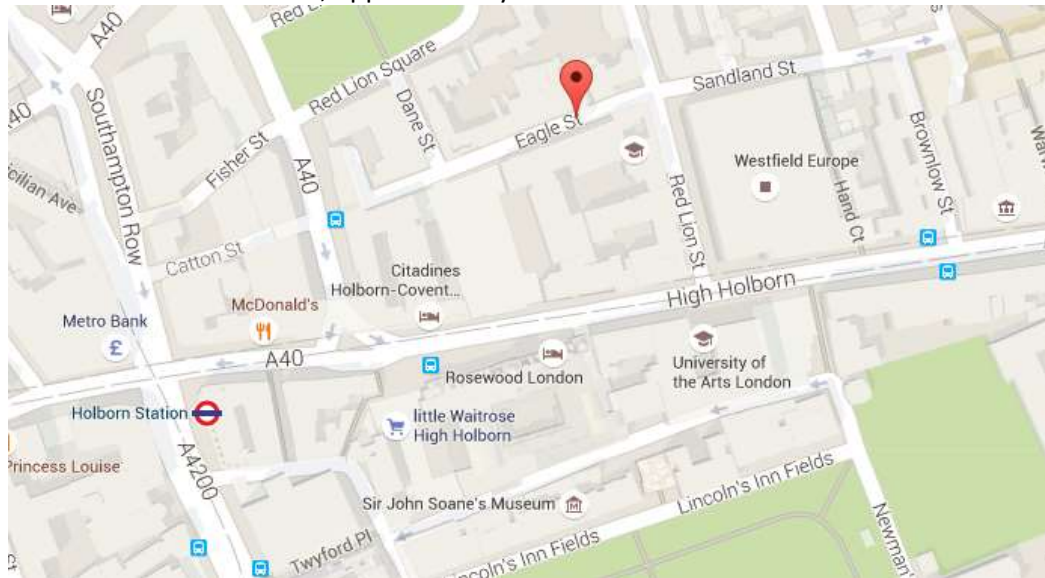 A40
Red
Red Lion Square
Dane St
Sandland St
Southampton Row
Eagle St
Fisher St
A40
Brownlow St
Westfield Europe
Hand Ct
Red Lion St
Catton St
Citadines
Holborn-Covent...
High Holborn
McDonald's
Metro Bank
£
A40
Rosewood London
University of
the Arts London
Holborn Station
little Waitrose
High Holborn
Princess Louise
A4200
Lincoln's Inn Fields
Sir John Soane's Museum
Twyford Pl